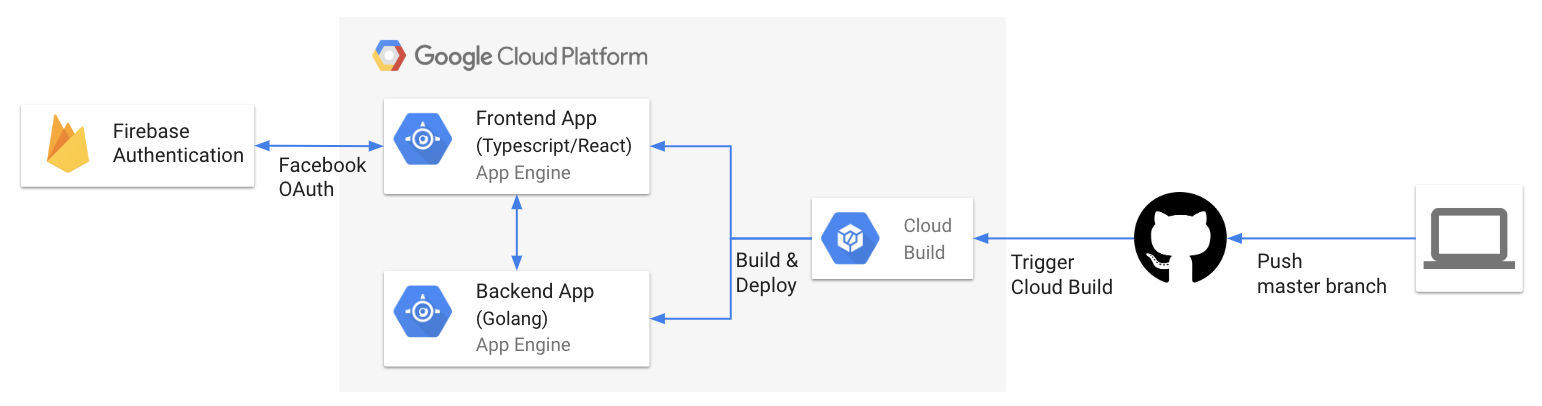 Google Cloud Platform
Firebase
Authentication
Facebook
OAuth
Frontend App
(Typescript/React)
App Engine
Backend App
(Golang)
App Engine
Build &
Deploy
Cloud
Build
Trigger
Cloud Build
Push
master branch